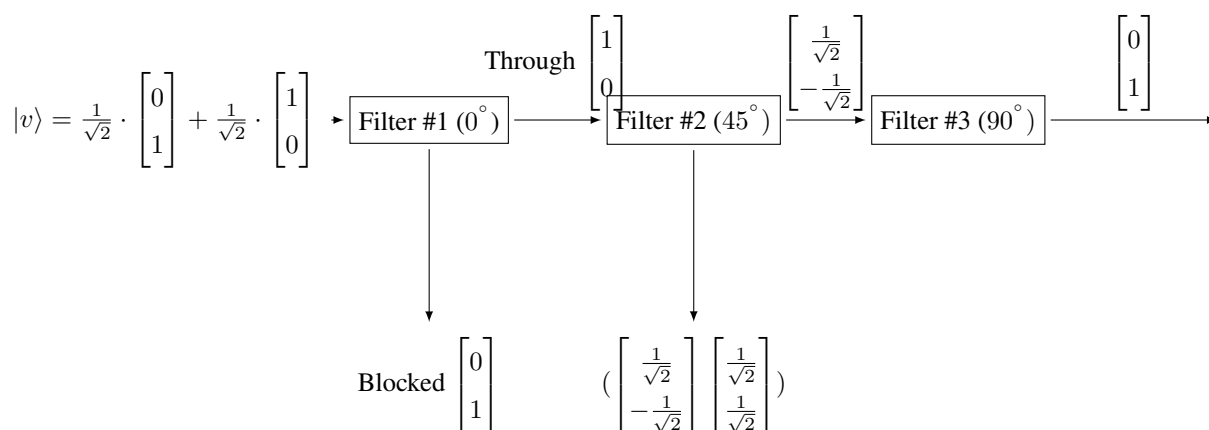 Through [1 0] [1/√2 -1/√2] [0 1]
|v⟩ = 1/√2 · [0 1] + 1/√2 · [1 0] Filter #1 (0°) Filter #2 (45°) Filter #3 (90°)
Blocked [0 1] ([1/√2 -1/√2] [1/√2 1/√2])